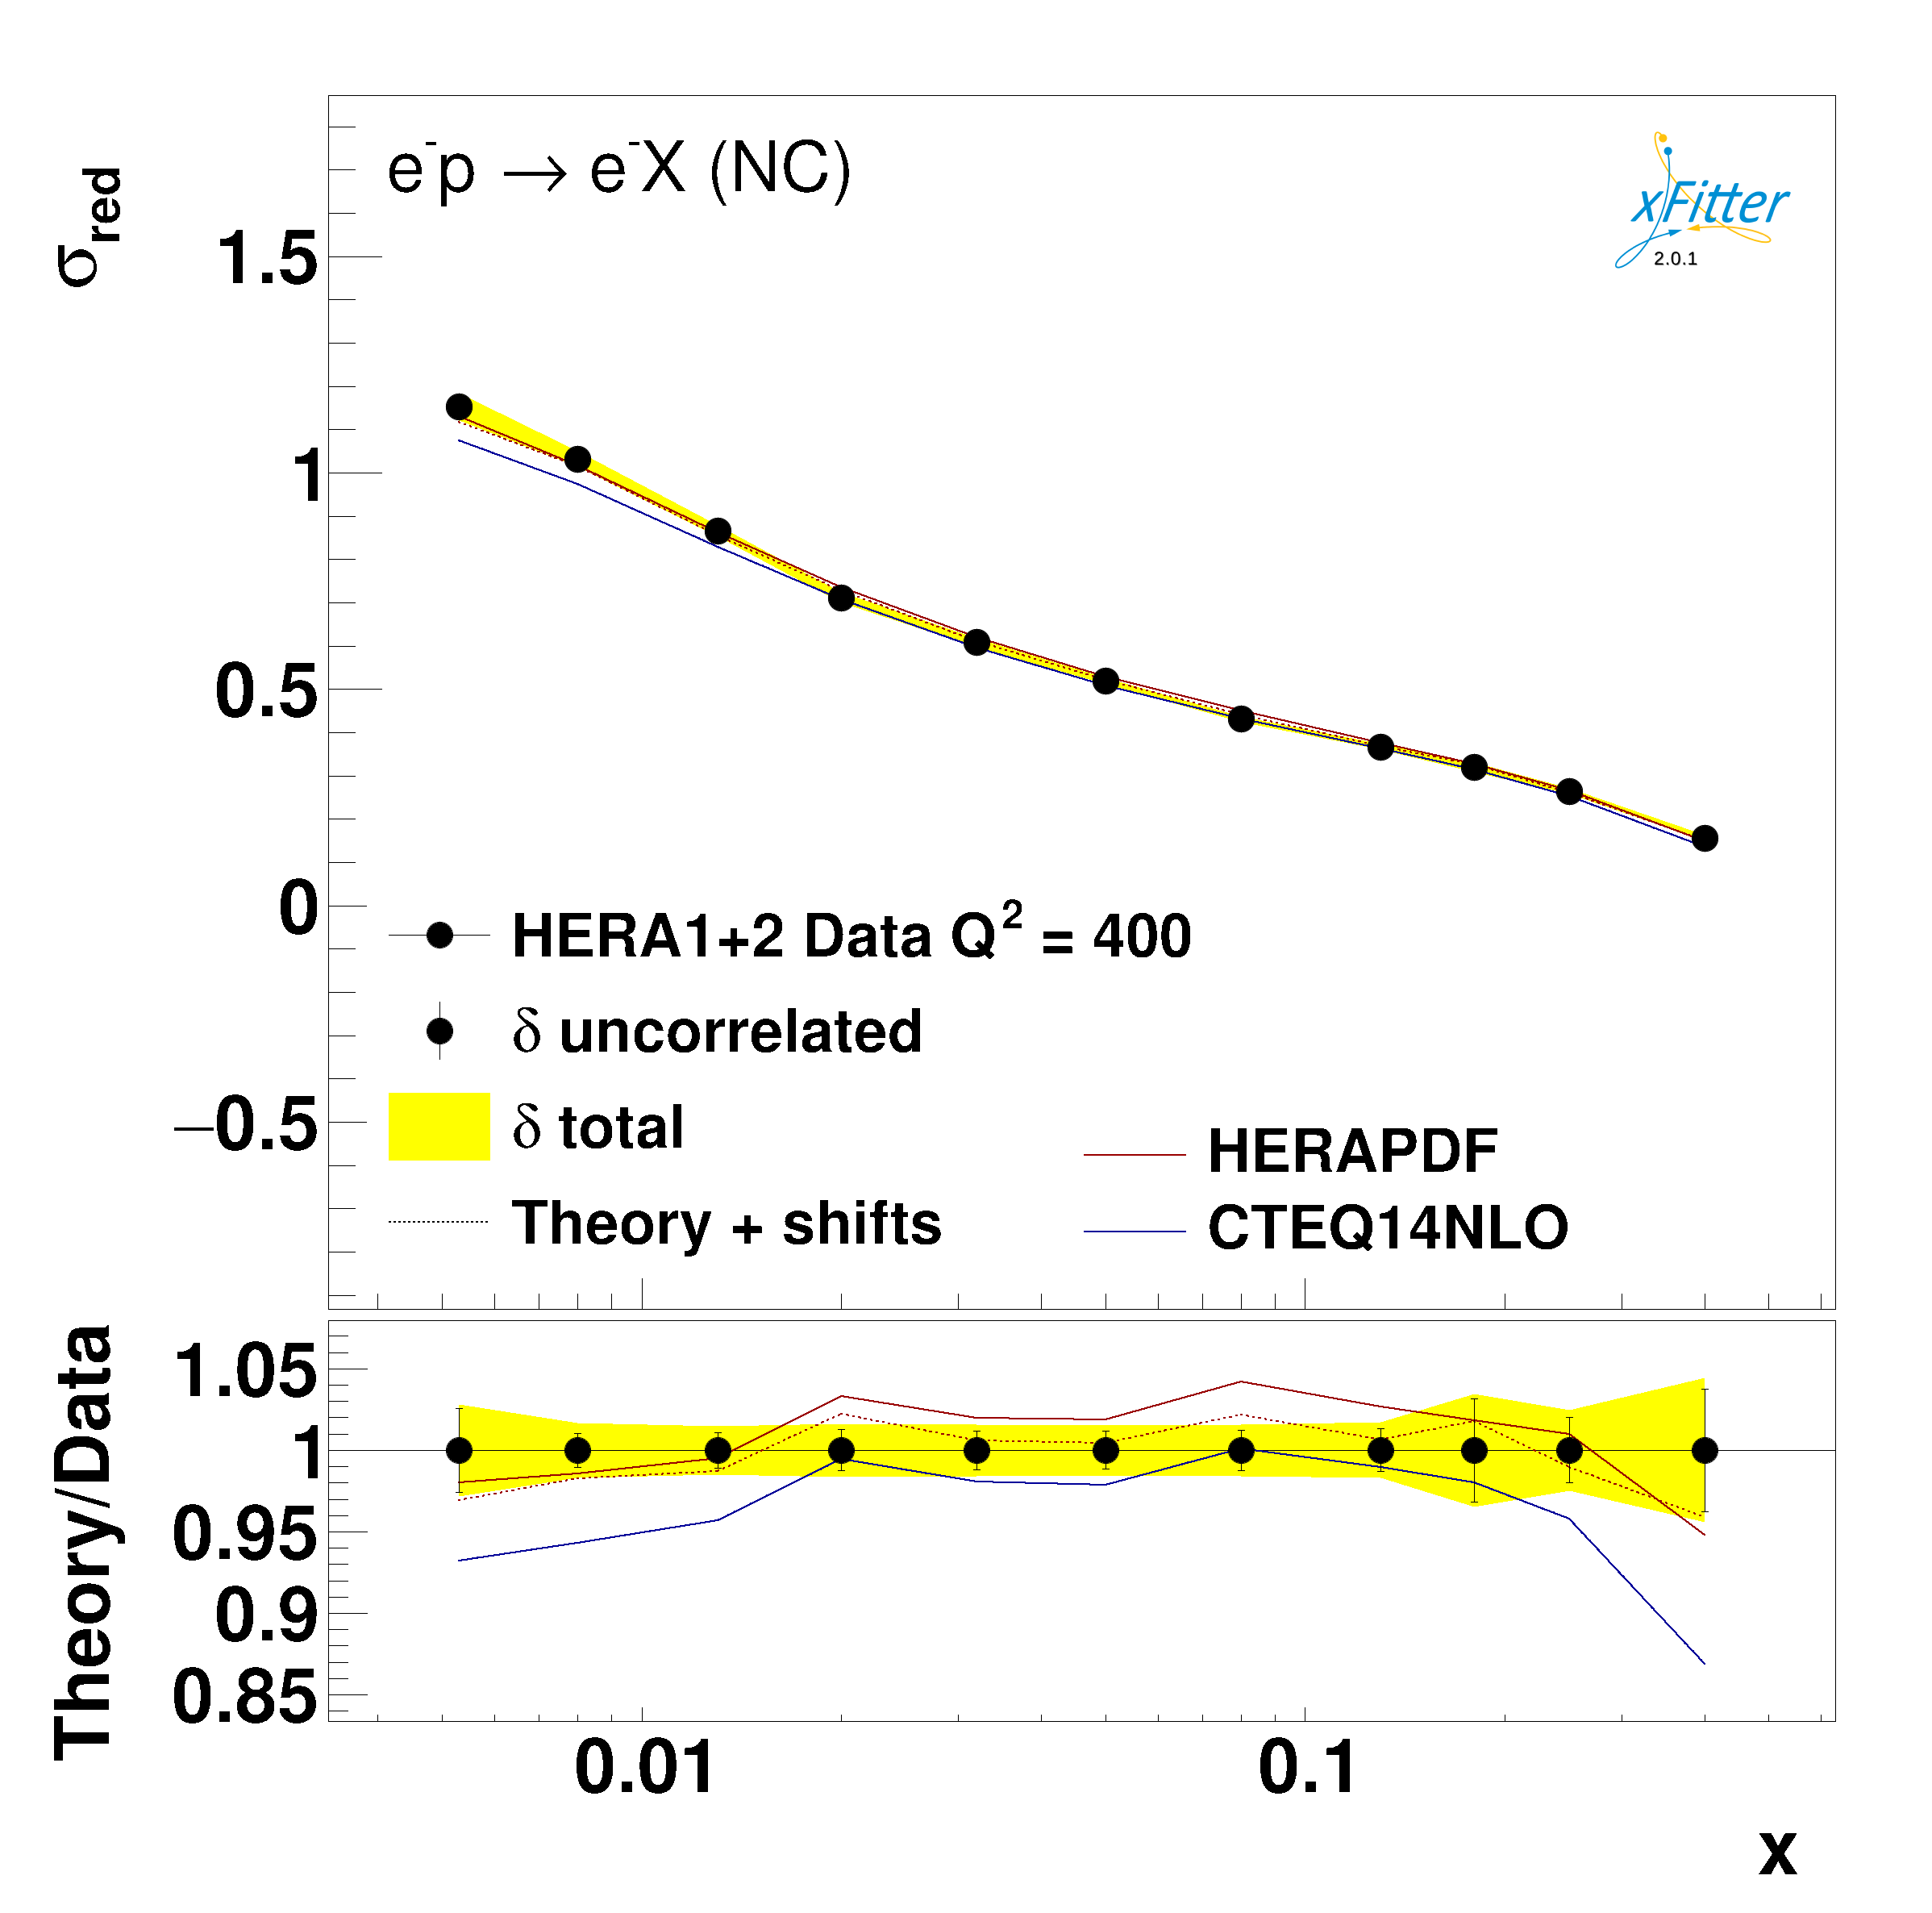 e⁻p → e⁻X (NC)
xFitter
2.0.1
σred
1.5
1
0.5
0
−0.5
HERA1+2 Data Q² = 400
δ uncorrelated
δ total
Theory + shifts
HERAPDF
CTEQ14NLO
Theory/Data
1.05
1
0.95
0.9
0.85
0.01 0.1
x